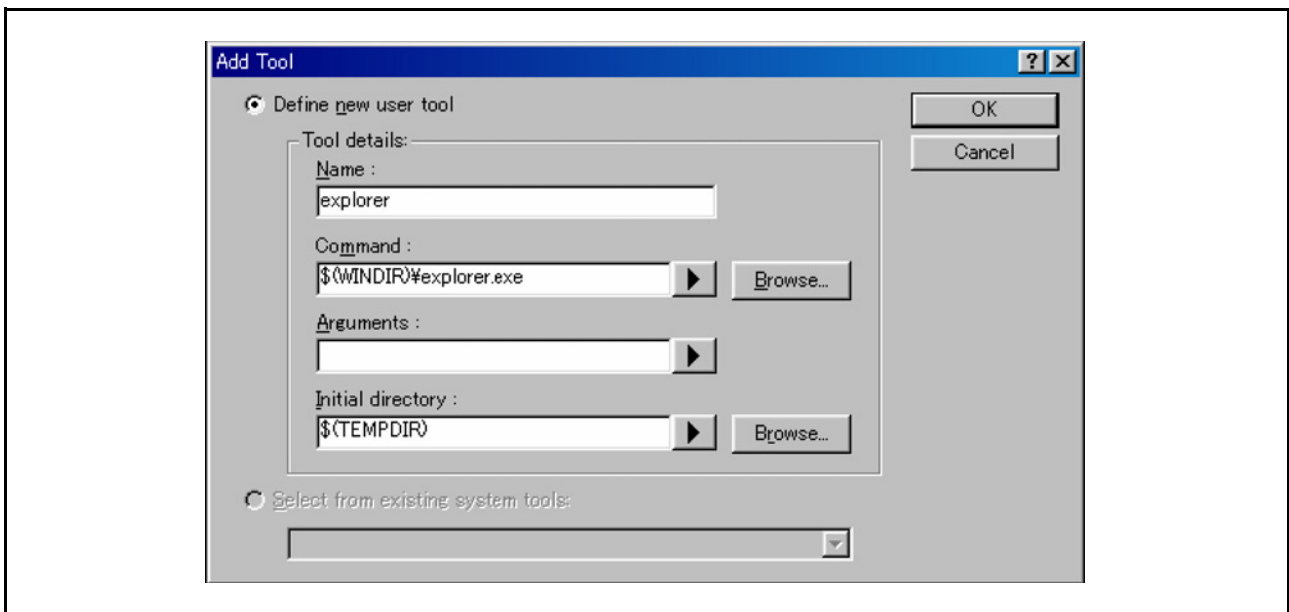 Add Tool
Define new user tool
OK
Tool details:
Cancel
Name :
explorer
Command :
$(WINDIR)¥explorer.exe
Browse...
Arguments :
Initial directory :
$(TEMPDIR)
Browse...
Select from existing system tools: